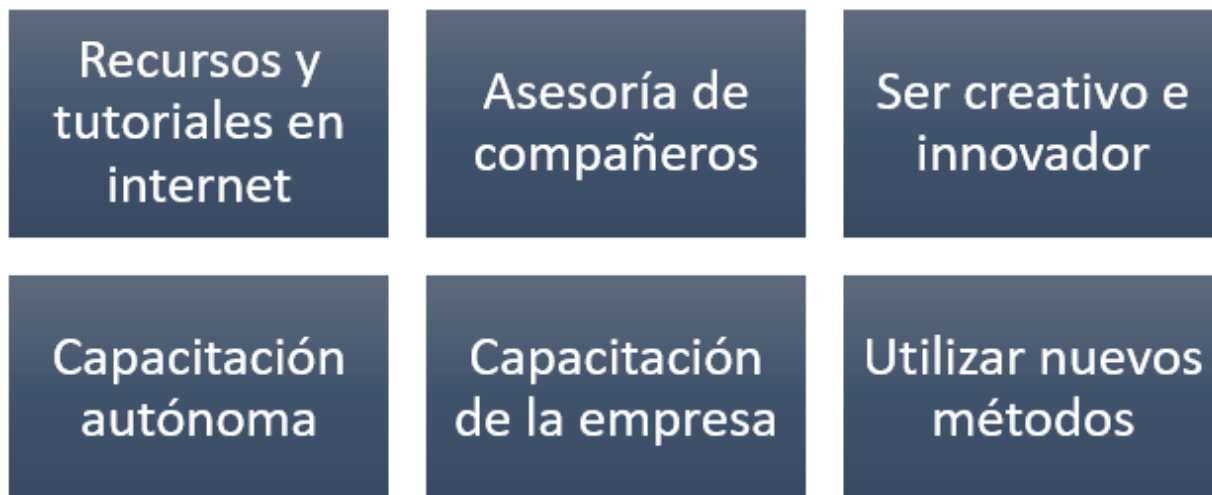 Recursos y
tutoriales en
internet
Asesoría de
compañeros
Ser creativo e
innovador
Capacitación
autónoma
Capacitación
de la empresa
Utilizar nuevos
métodos